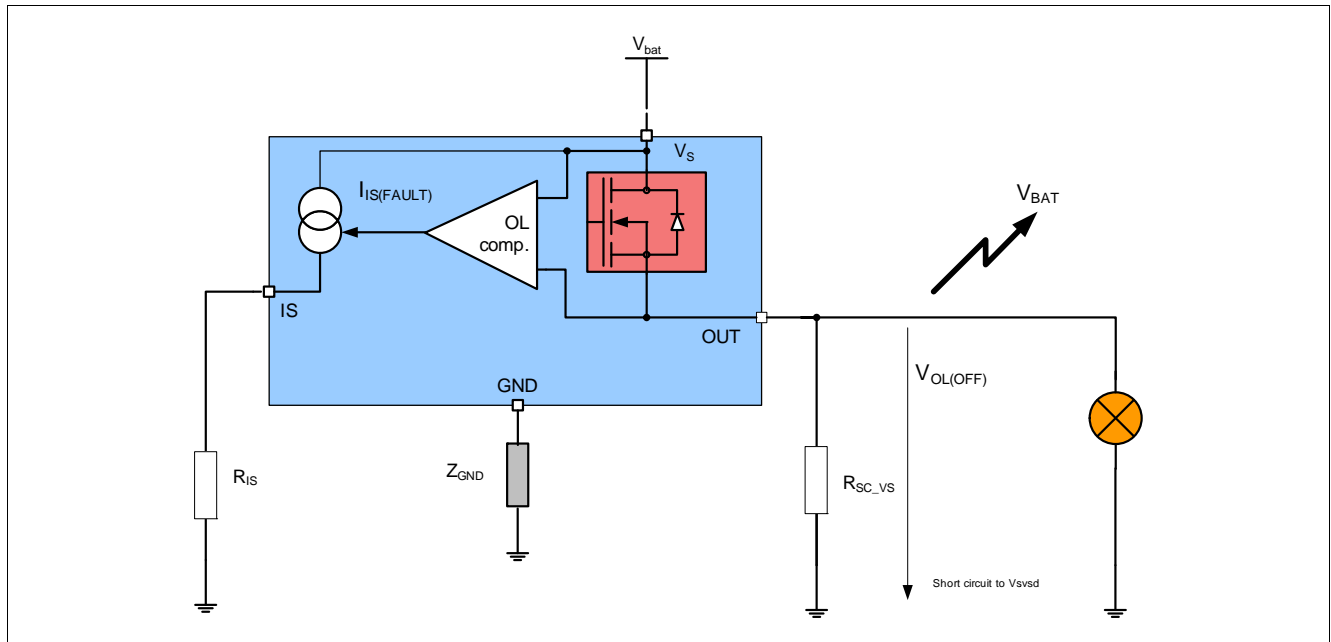 Vbat
VS
IIS(FAULT)
OL
comp.
VBAT
IS
OUT
VOL(OFF)
GND
ZGND
RIS
RSC_VS
Short circuit to Vsvsd